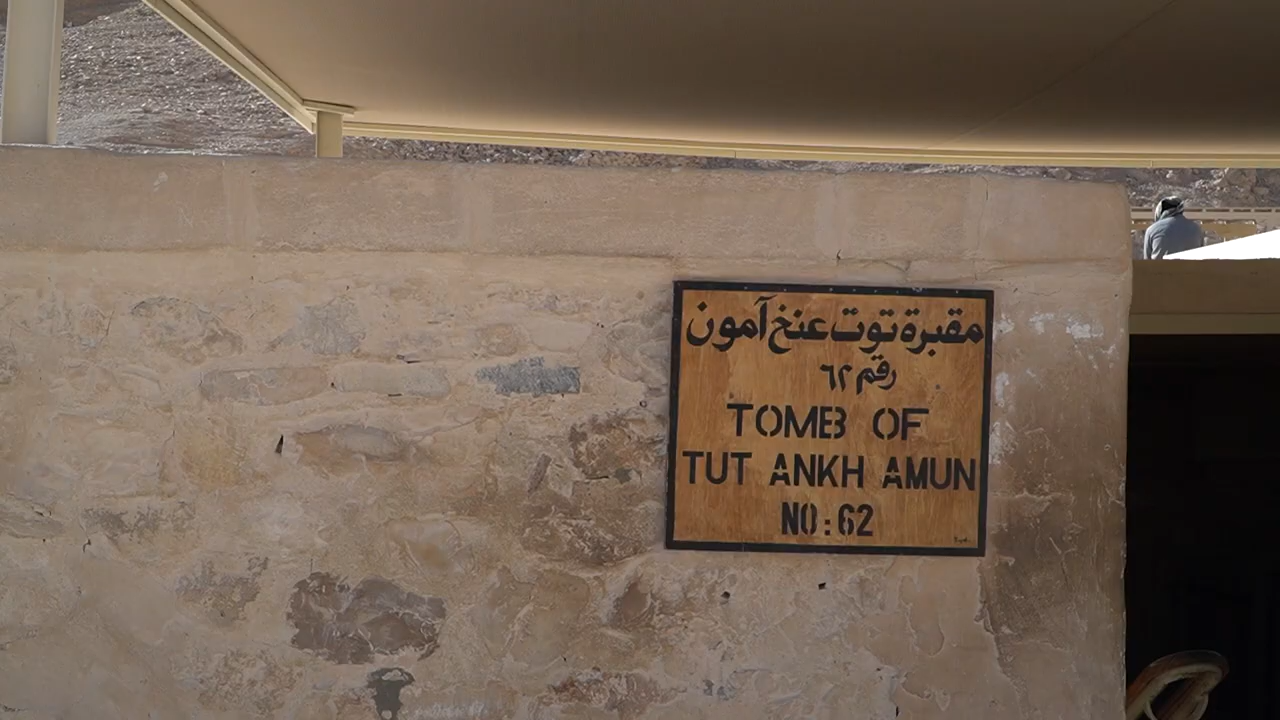 مقبرة توت عنخ آمون
رقم ٦٢
TOMB OF
TUT ANKH AMUN
NO: 62